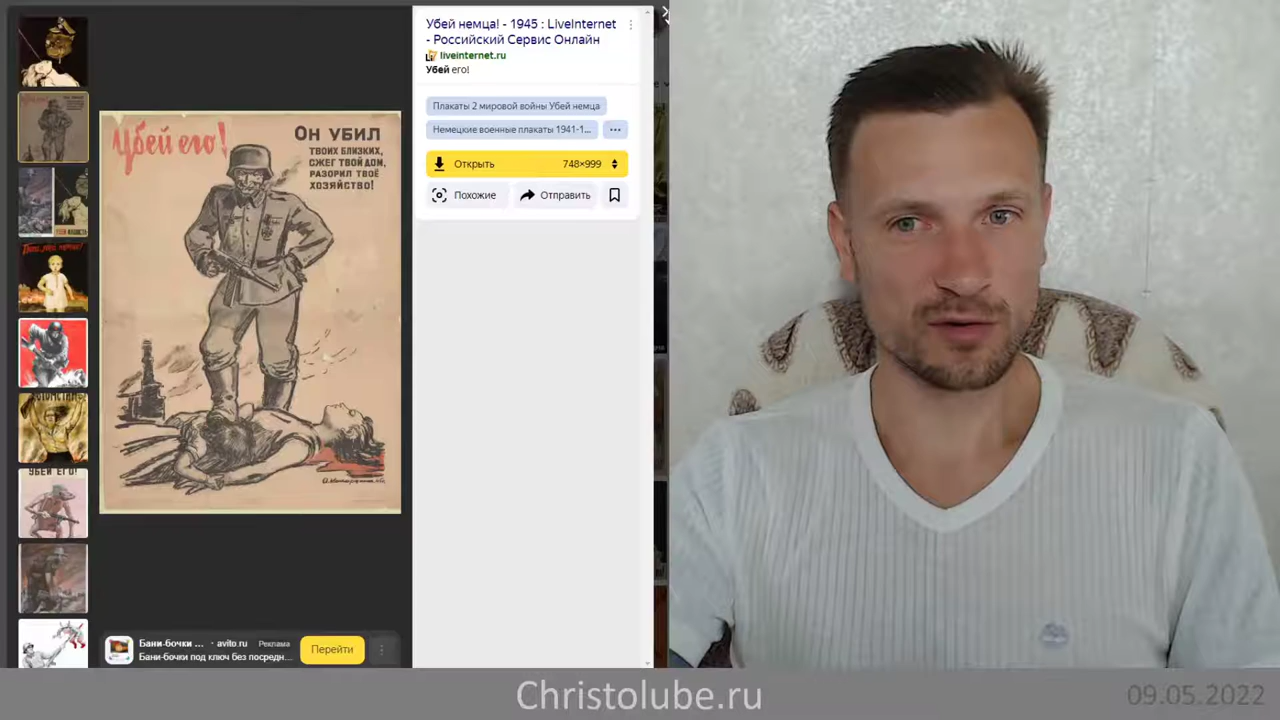 Убей немца! - 1945 : LiveInternet
- Российский Сервис Онлайн
liveinternet.ru
Убей его!
Плакаты 2 мировой войны Убей немца
Немецкие военные плакаты 1941-1...
Открыть 748×999
Похожие Отправить
Убей его!
ОН УБИЛ
ТВОИХ БЛИЗКИХ,
СЖЕГ ТВОЙ ДОМ,
РАЗОРИЛ ТВОЁ
ХОЗЯЙСТВО!
УБЕЙ ЕГО!
Бани-бочки ... · avito.ru Реклама
Бани-бочки под ключ без посредн...
Перейти
Christolube.ru
09.05.2022